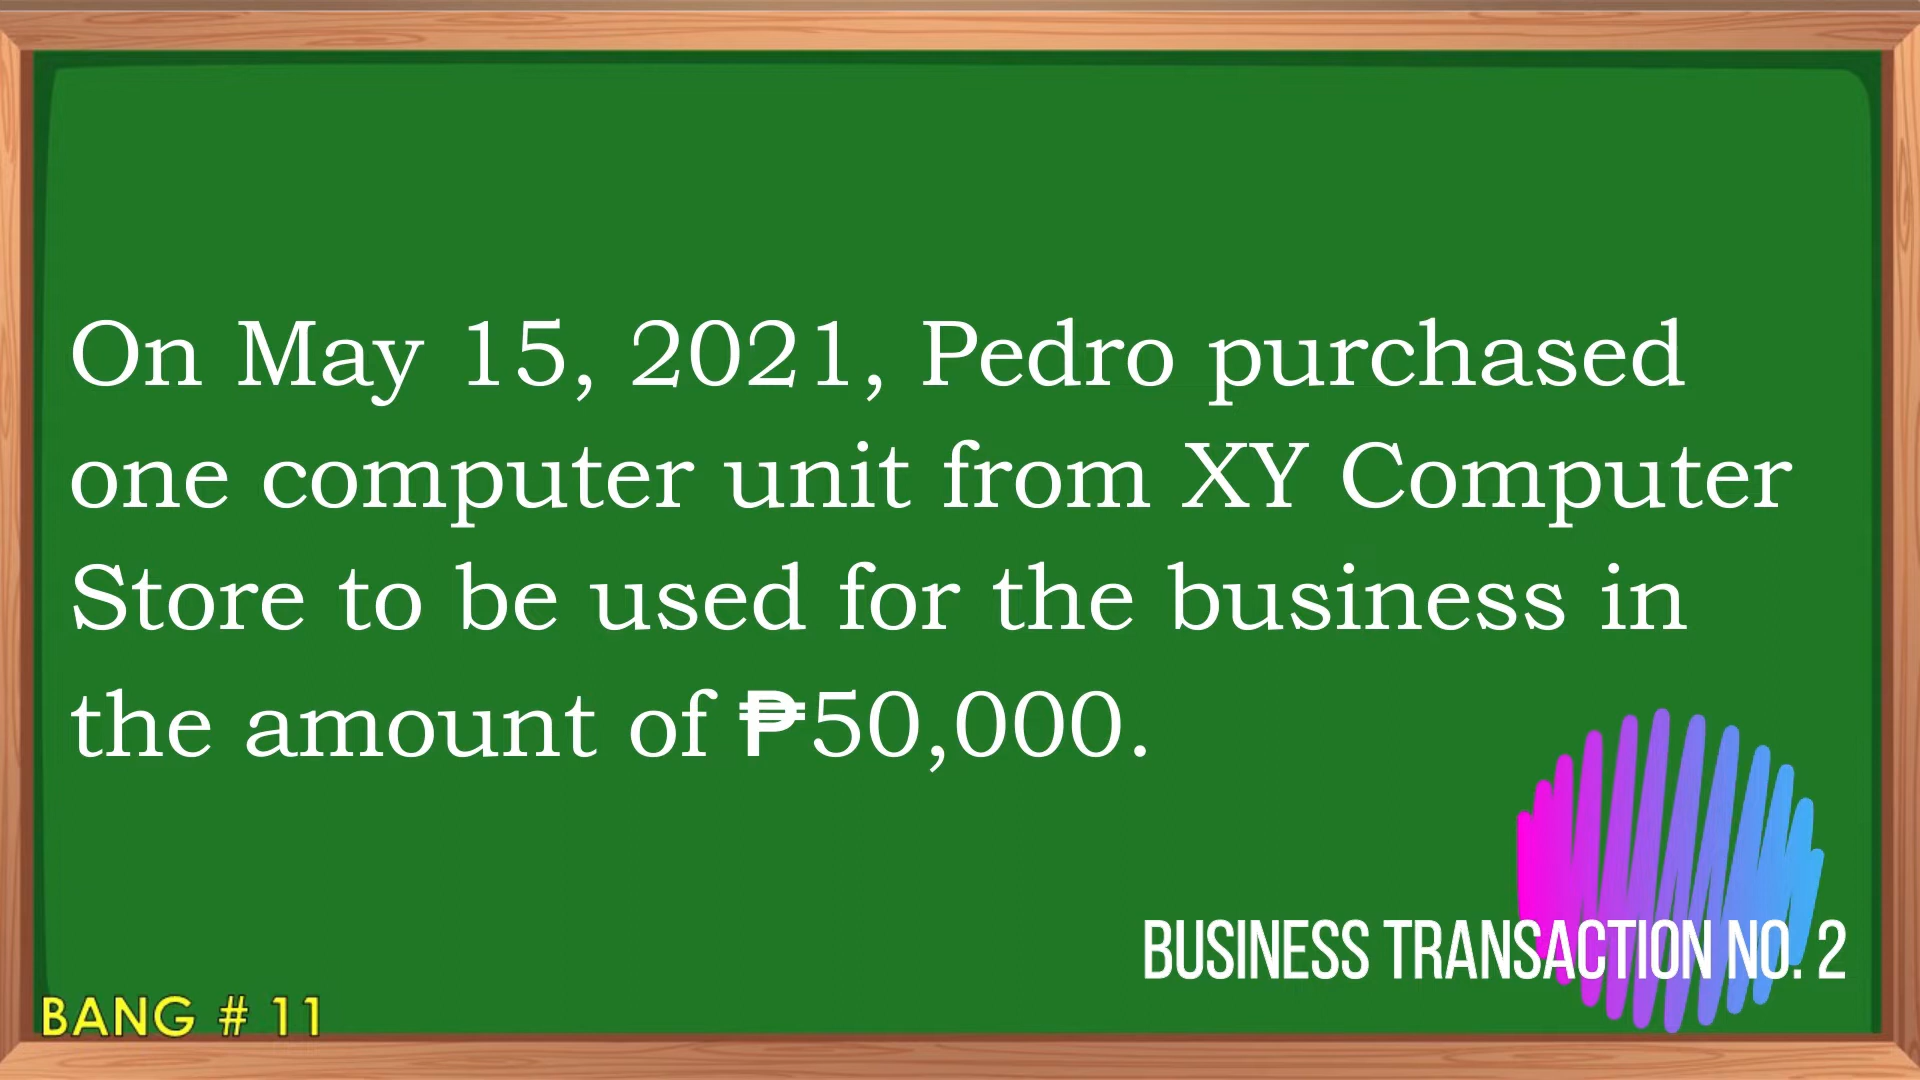 On May 15, 2021, Pedro purchased
one computer unit from XY Computer
Store to be used for the business in
the amount of ₱50,000.
BUSINESS TRANSACTION NO. 2
BANG # 11